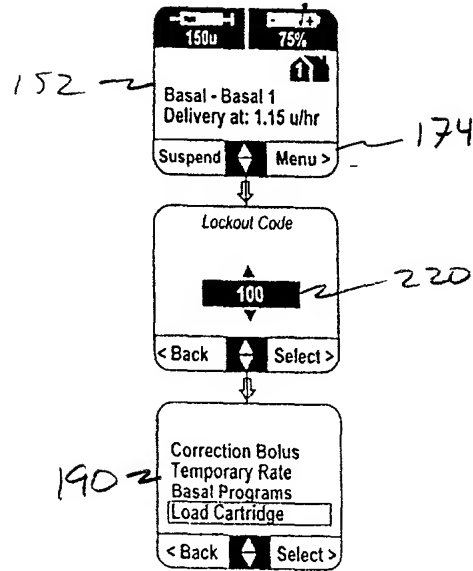 150u 75%
1
152
Basal - Basal 1
Delivery at: 1.15 u/hr
174
Suspend Menu >
Lockout Code
100
220
< Back Select >
190
Correction Bolus
Temporary Rate
Basal Programs
Load Cartridge
< Back Select >